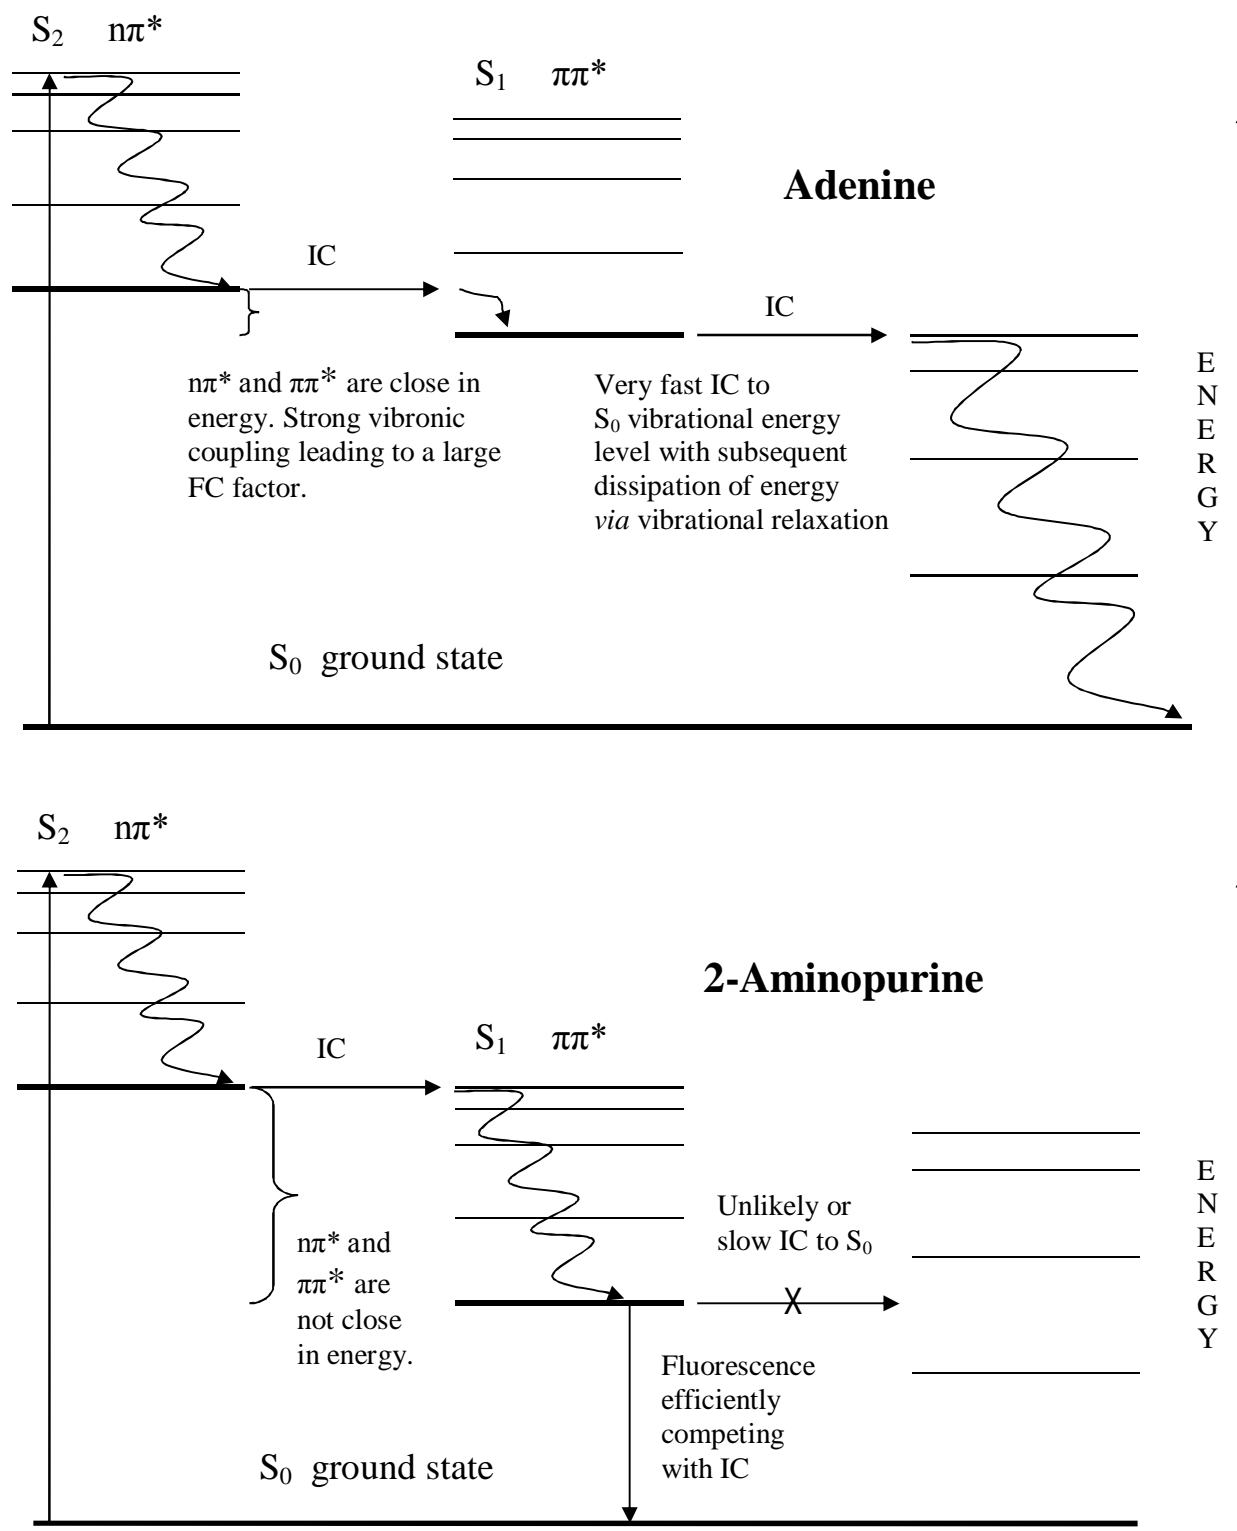 S₂ nπ*
S₁ ππ*
Adenine
IC
IC
nπ* and ππ* are close in
energy. Strong vibronic
coupling leading to a large
FC factor.
Very fast IC to
S₀ vibrational energy
level with subsequent
dissipation of energy
via vibrational relaxation
E
N
E
R
G
Y
S₀ ground state
S₂ nπ*
2-Aminopurine
S₁ ππ*
IC
nπ* and
ππ* are
not close
in energy.
Unlikely or
slow IC to S₀
X
Fluorescence
efficiently
competing
with IC
E
N
E
R
G
Y
S₀ ground state